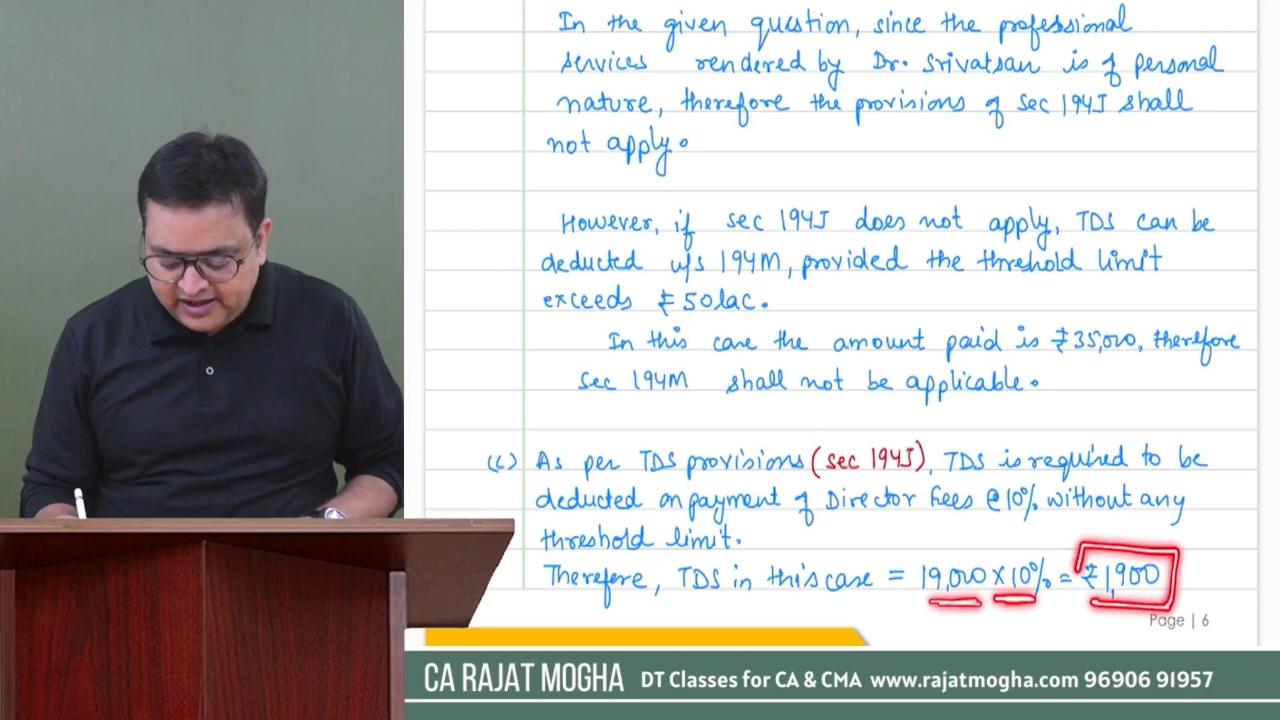 In the given question, since the professional
services rendered by Dr. Srivatsan is of personal
nature, therefore the provisions of sec 194J shall
not apply.
However, if sec 194J does not apply, TDS can be
deducted u/s 194M, provided the threshold limit
exceeds ₹50lac.
In this case the amount paid is ₹35,000, therefore
sec 194M shall not be applicable.
(c) As per TDS provisions (sec 194J), TDS is required to be
deducted on payment of Director Fees @10% without any
threshold limit.
Therefore, TDS in this case = 19,000 × 10% = ₹1,900
Page | 6
CA RAJAT MOGHA DT Classes for CA & CMA www.rajatmogha.com 96906 91957